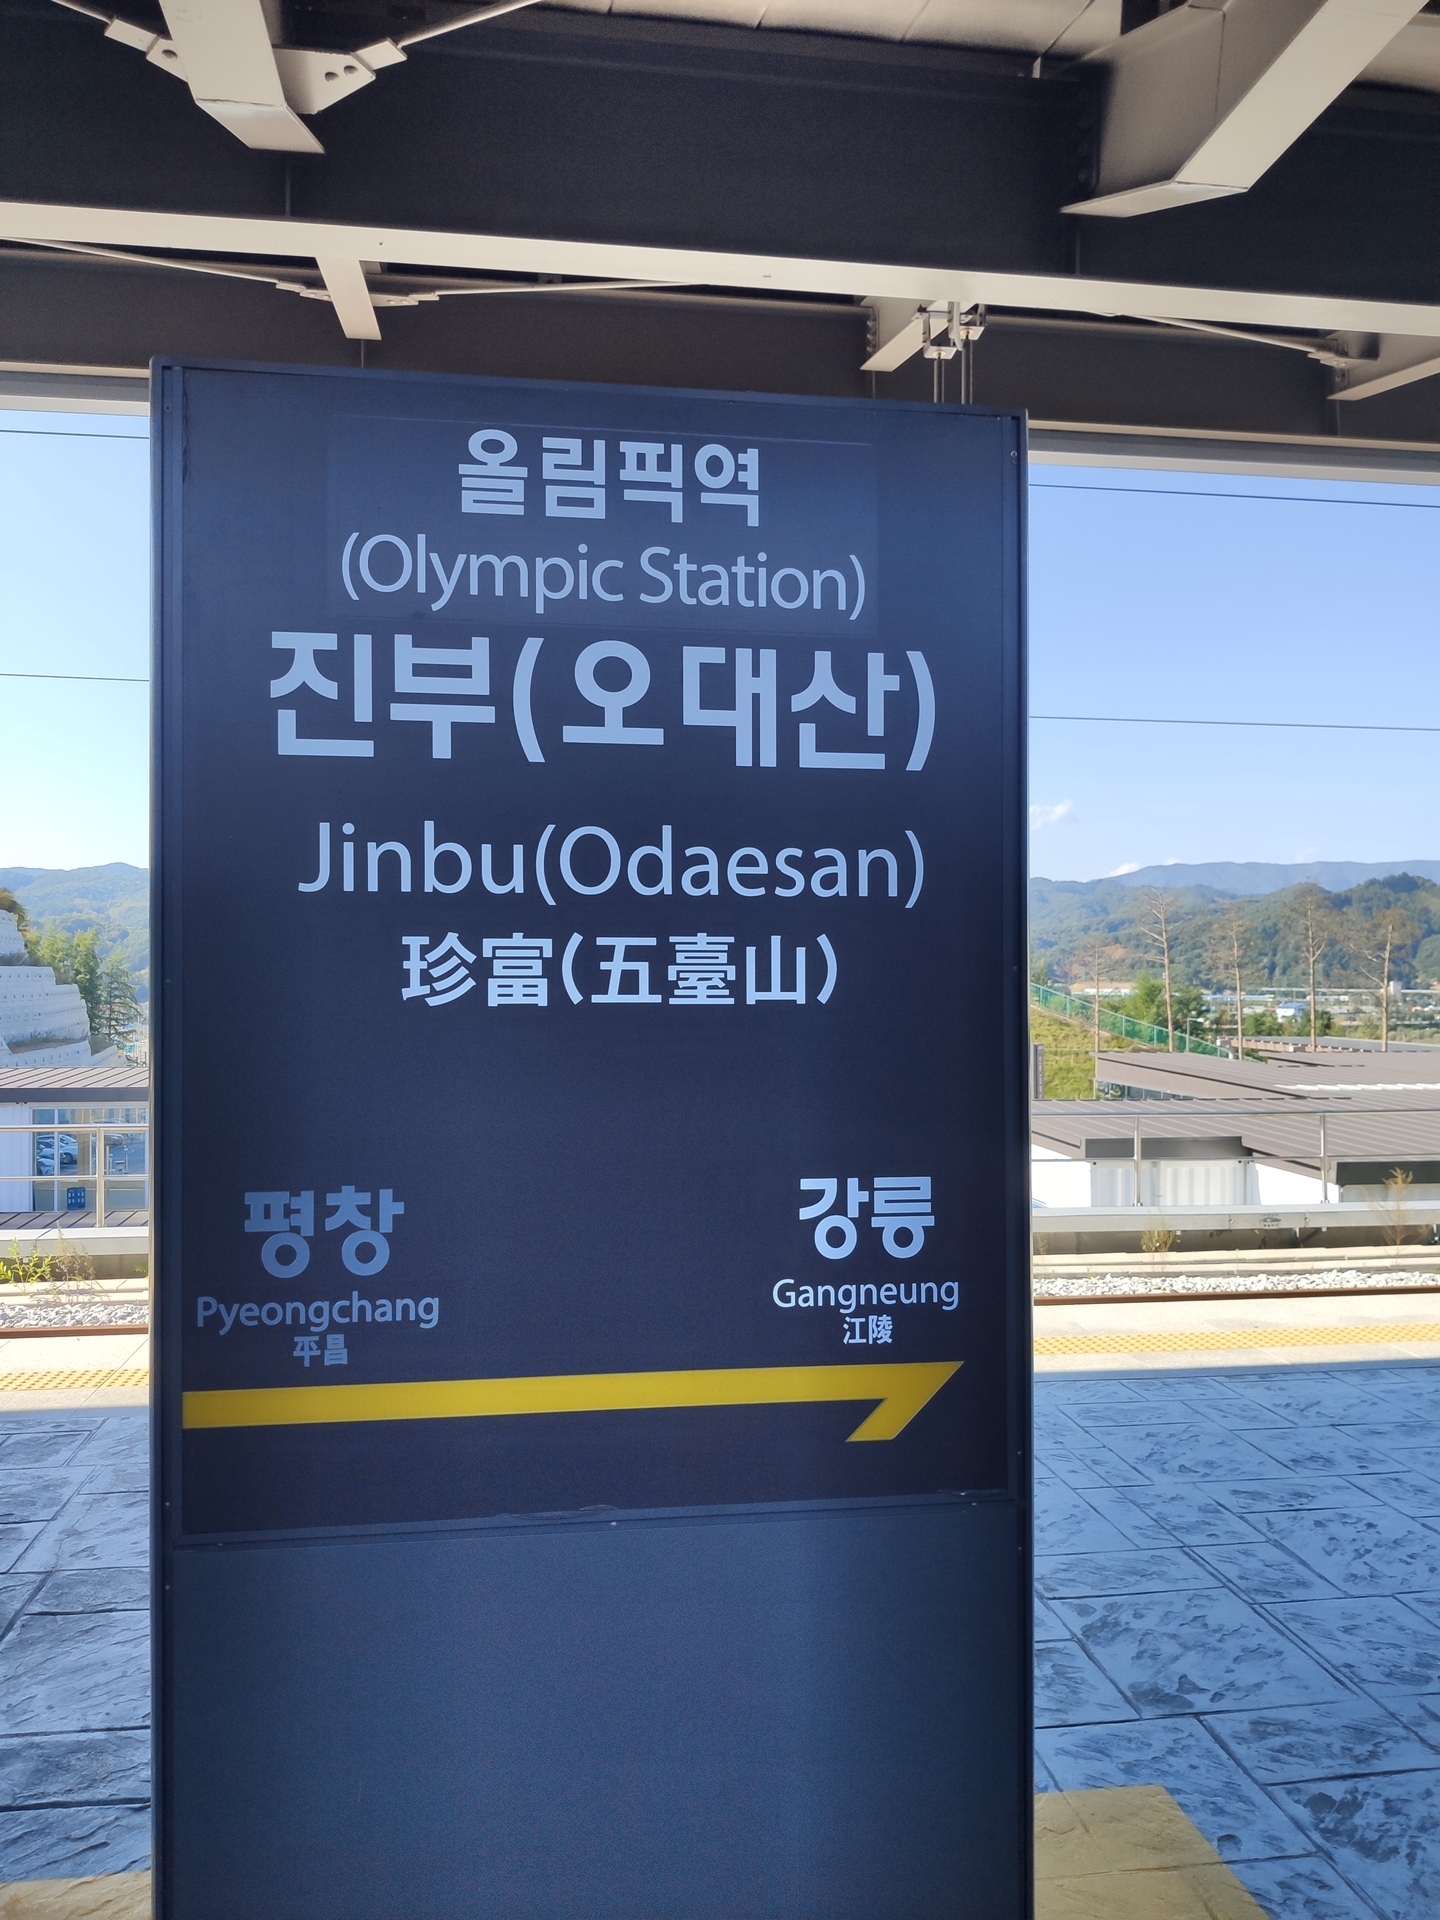 올림픽역
(Olympic Station)
진부(오대산)
Jinbu(Odaesan)
珍富(五臺山)
평창
Pyeongchang
平昌
강릉
Gangneung
江陵